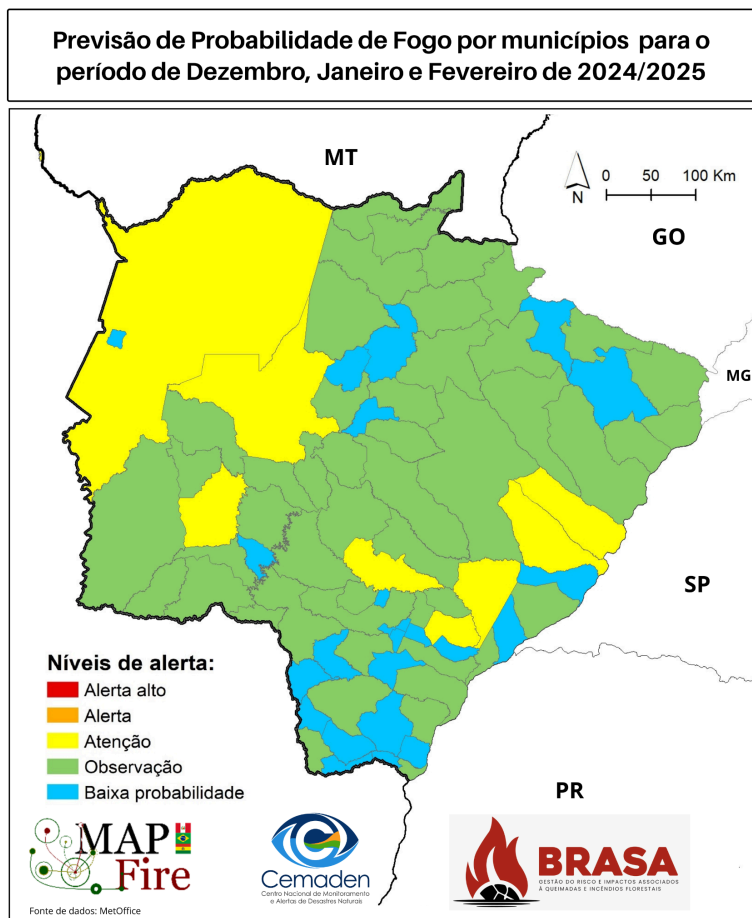 Previsão de Probabilidade de Fogo por municípios para o
período de Dezembro, Janeiro e Fevereiro de 2024/2025
MT
0 50 100 Km
N
GO
MG
SP
PR
Níveis de alerta:
Alerta alto
Alerta
Atenção
Observação
Baixa probabilidade
MAP
Fire
Cemaden
Centro Nacional de Monitoramento
e Alertas de Desastres Naturais
BRASA
GESTÃO DO RISCO E IMPACTOS ASSOCIADOS
À QUEIMADAS E INCÊNDIOS FLORESTAIS
Fonte de dados: MetOffice